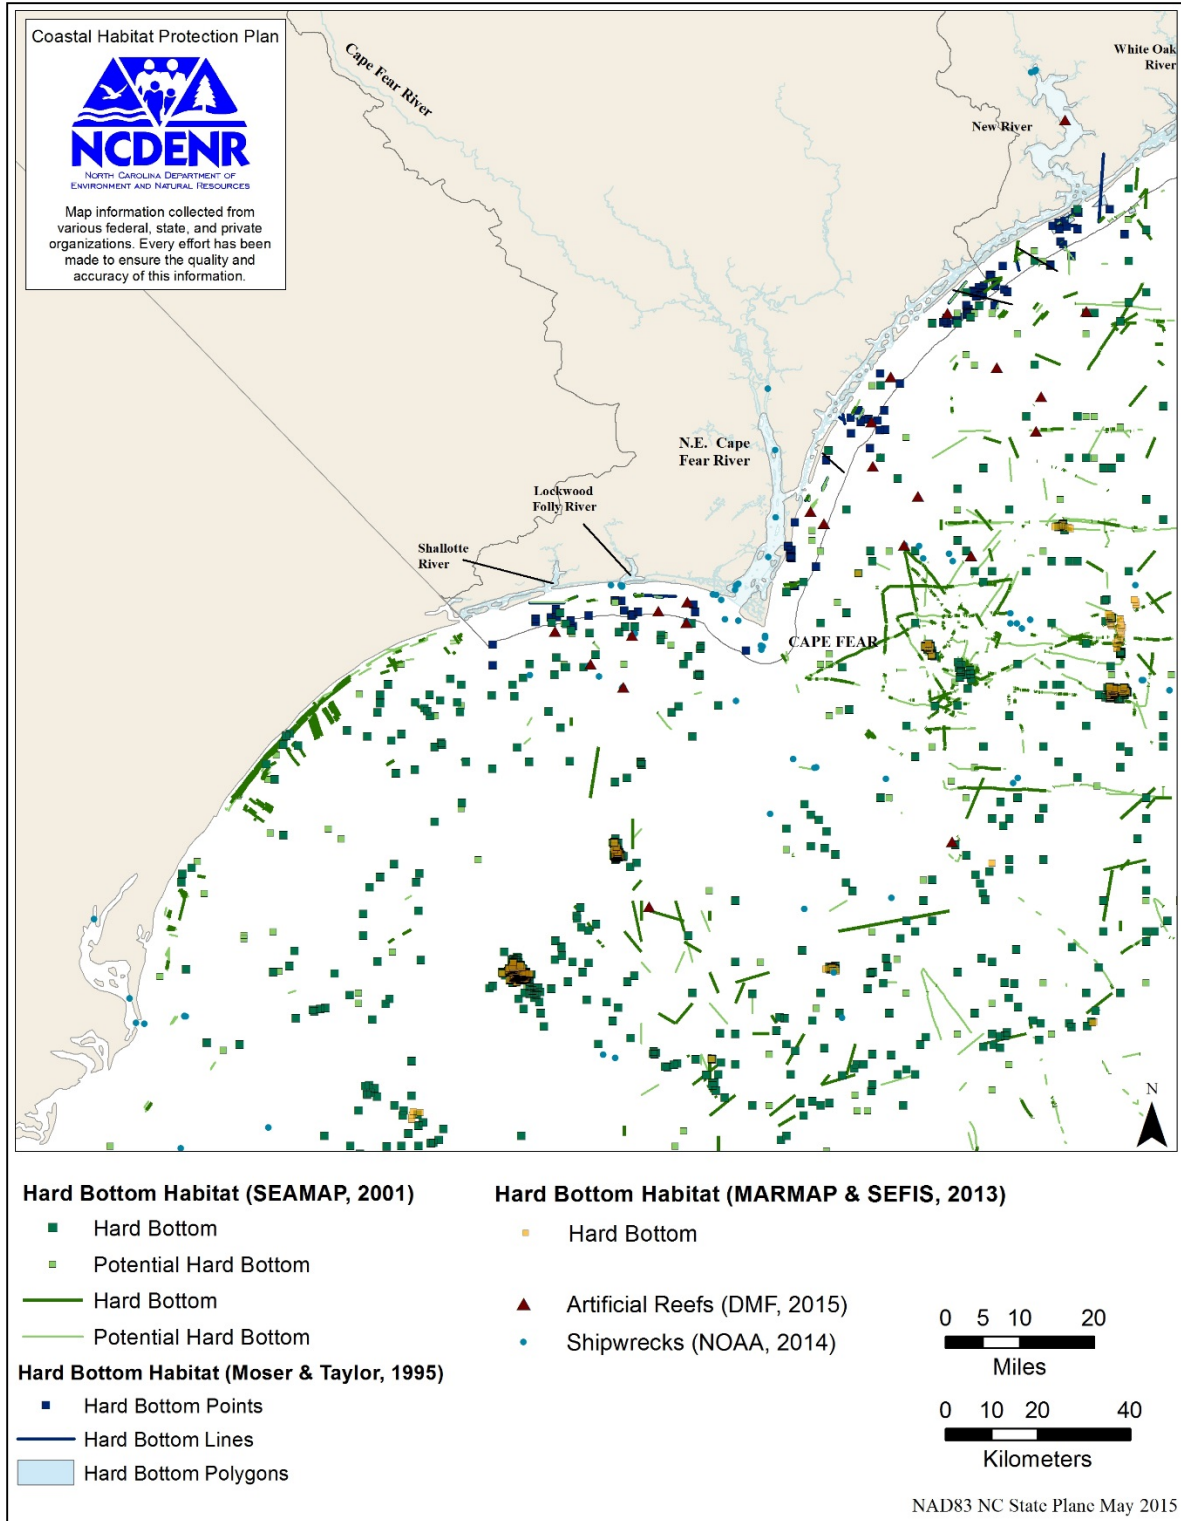 Coastal Habitat Protection Plan
NCDENR
NORTH CAROLINA DEPARTMENT OF
ENVIRONMENT AND NATURAL RESOURCES
Map information collected from
various federal, state, and private
organizations. Every effort has been
made to ensure the quality and
accuracy of this information.
Cape Fear River
White Oak
River
New River
N.E. Cape
Fear River
Lockwood
Folly River
Shallotte
River
CAPE FEAR
N
Hard Bottom Habitat (SEAMAP, 2001)
Hard Bottom
Potential Hard Bottom
Hard Bottom
Potential Hard Bottom
Hard Bottom Habitat (Moser & Taylor, 1995)
Hard Bottom Points
Hard Bottom Lines
Hard Bottom Polygons
Hard Bottom Habitat (MARMAP & SEFIS, 2013)
Hard Bottom
Artificial Reefs (DMF, 2015)
Shipwrecks (NOAA, 2014)
0 5 10 20
Miles
0 10 20 40
Kilometers
NAD83 NC State Plane May 2015